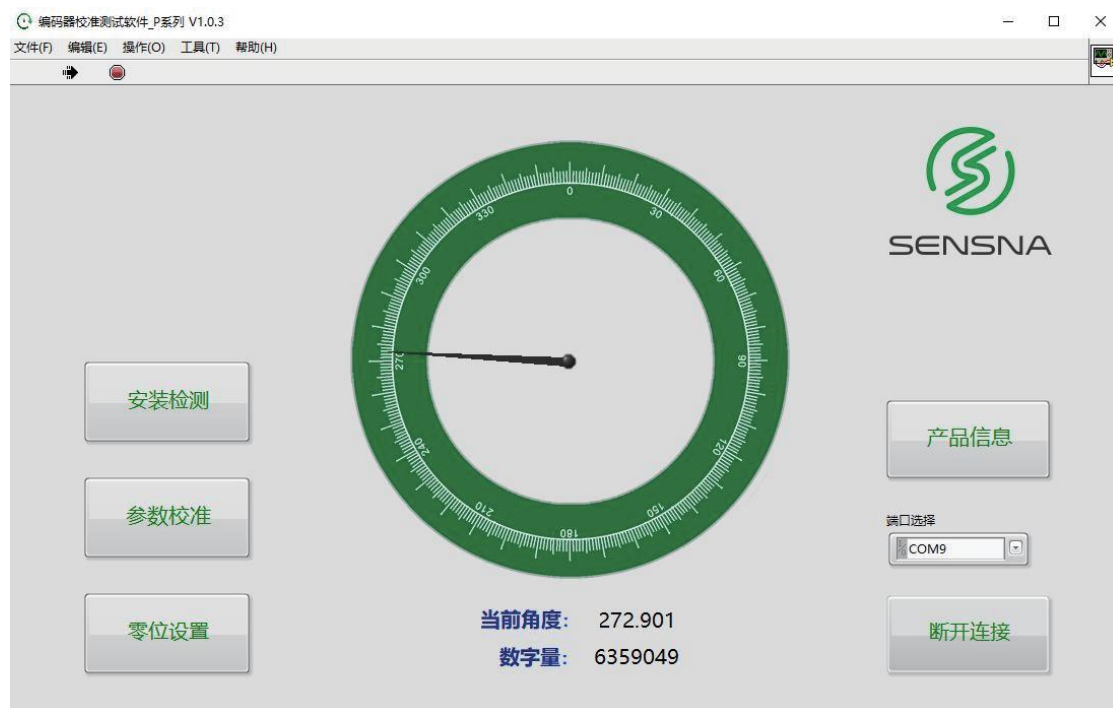 编码器校准测试软件_P系列 V1.0.3
文件(F) 编辑(E) 操作(O) 工具(T) 帮助(H)
SENSNA
0
30
60
90
120
150
180
210
240
270
300
330
安装检测
参数校准
零位设置
当前角度: 272.901
数字量: 6359049
产品信息
端口选择
COM9
断开连接